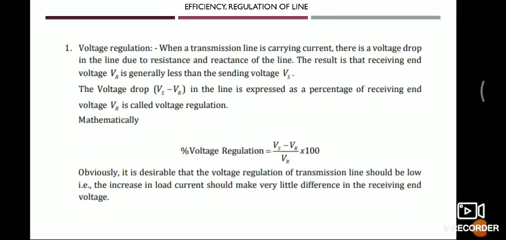 EFFICIENCY, REGULATION OF LINE
1. Voltage regulation: - When a transmission line is carrying current, there is a voltage drop
in the line due to resistance and reactance of the line. The result is that receiving end
voltage V_R is generally less than the sending voltage V_S .
The Voltage drop (V_S −V_R) in the line is expressed as a percentage of receiving end
voltage V_R is called voltage regulation.
Mathematically
%Voltage Regulation = (V_S −V_R)/V_R x100
Obviously, it is desirable that the voltage regulation of transmission line should be low
i.e., the increase in load current should make very little difference in the receiving end
voltage.
RECORDER